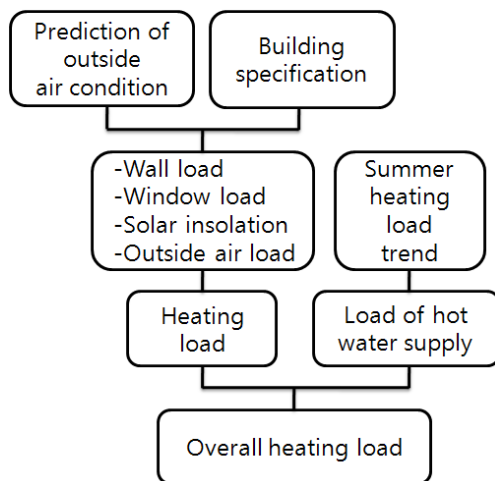 Prediction of
outside
air condition
Building
specification
-Wall load
-Window load
-Solar insolation
-Outside air load
Summer
heating
load
trend
Heating
load
Load of hot
water supply
Overall heating load